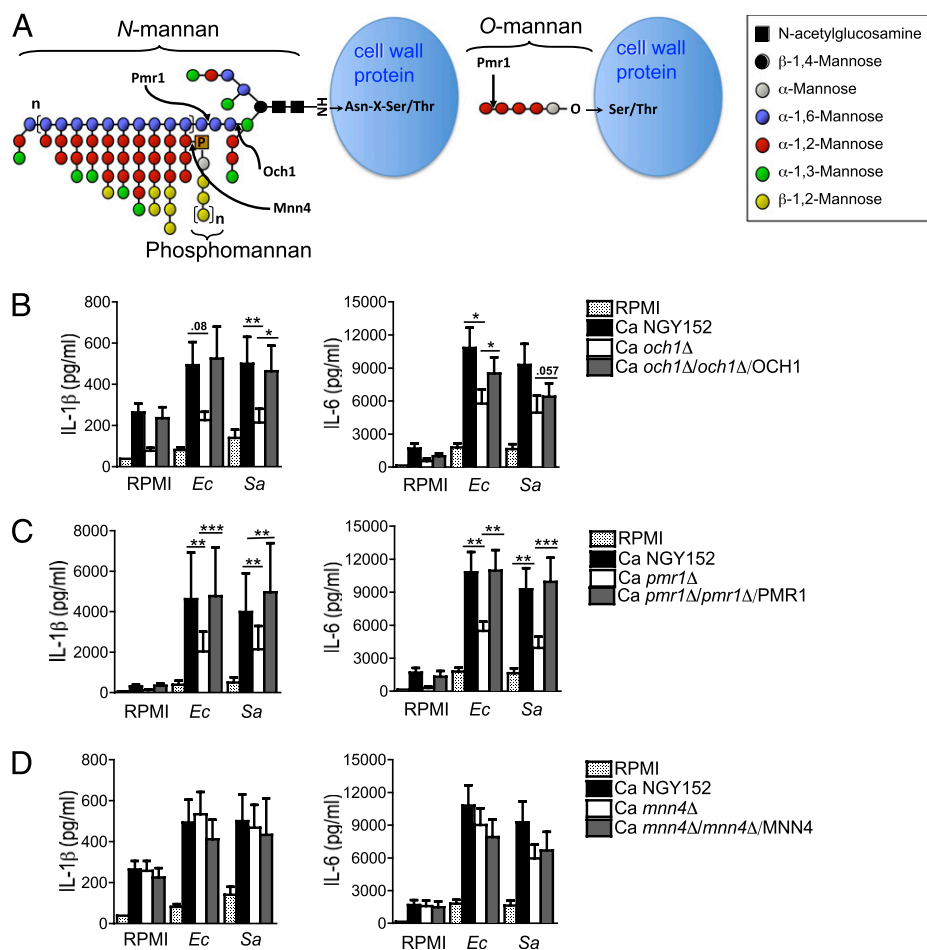 A
N-mannan
O-mannan
cell wall
protein
cell wall
protein
Pmr1
Pmr1
n
NH
Asn-X-Ser/Thr
O
Ser/Thr
P
Och1
Mnn4
n
Phosphomannan
N-acetylglucosamine
β-1,4-Mannose
α-Mannose
α-1,6-Mannose
α-1,2-Mannose
α-1,3-Mannose
β-1,2-Mannose
B
IL-1β (pg/ml)
800
600
400
200
0
.08
**
*
RPMI Ec Sa
IL-6 (pg/ml)
15000
12000
9000
6000
3000
0
*
*
.057
RPMI Ec Sa
RPMI
Ca NGY152
Ca och1Δ
Ca och1Δ/och1Δ/OCH1
C
IL-1β (pg/ml)
8000
6000
4000
2000
0
***
**
**
**
RPMI Ec Sa
IL-6 (pg/ml)
15000
12000
9000
6000
3000
0
**
**
***
**
RPMI Ec Sa
RPMI
Ca NGY152
Ca pmr1Δ
Ca pmr1Δ/pmr1Δ/PMR1
D
IL-1β (pg/ml)
800
600
400
200
0
RPMI Ec Sa
IL-6 (pg/ml)
15000
12000
9000
6000
3000
0
RPMI Ec Sa
RPMI
Ca NGY152
Ca mnn4Δ
Ca mnn4Δ/mnn4Δ/MNN4